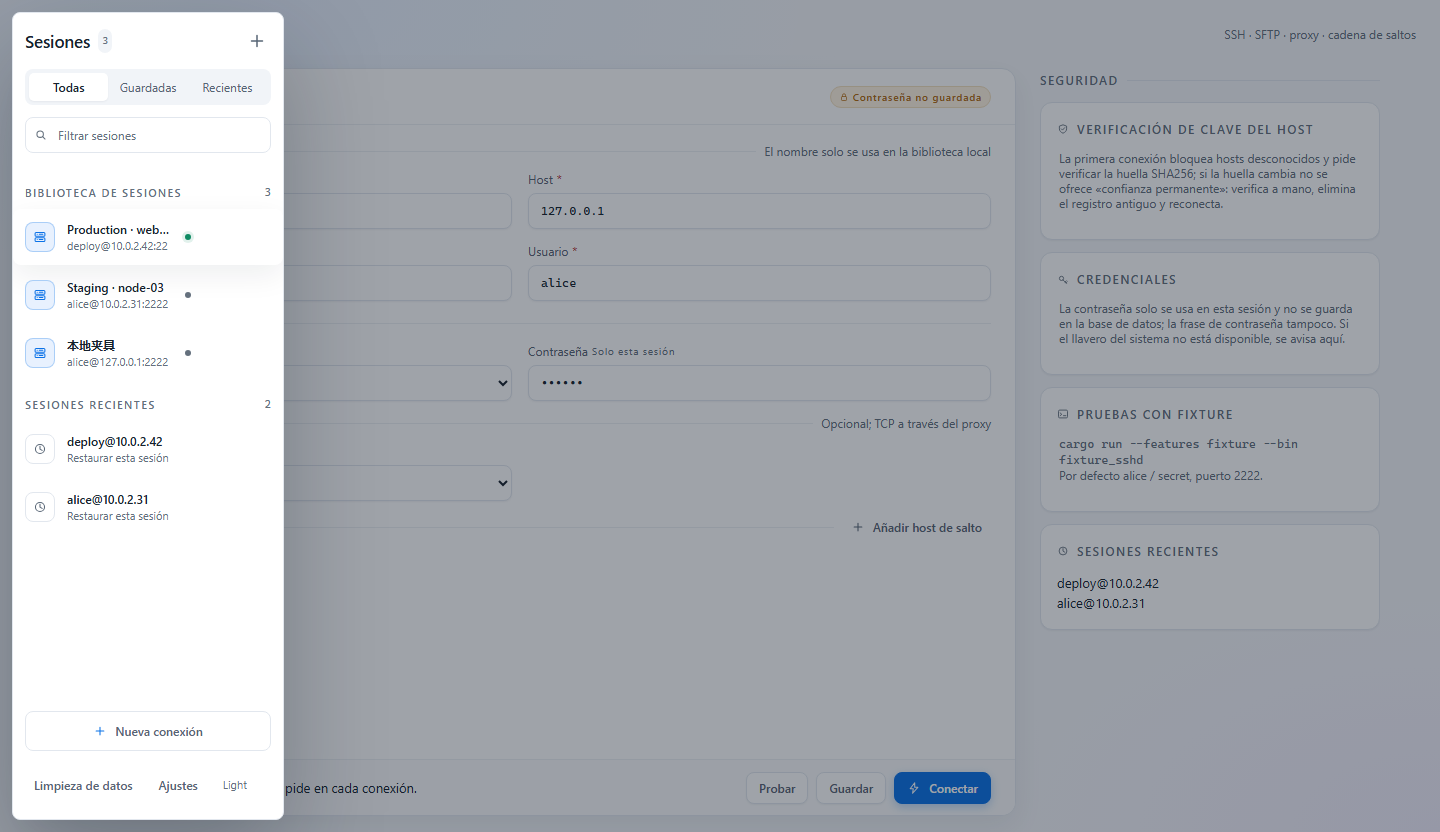 Sesiones 3
Todas Guardadas Recientes
Filtrar sesiones
BIBLIOTECA DE SESIONES 3
Production · web...
deploy@10.0.2.42:22
Staging · node-03
alice@10.0.2.31:2222
本地夹具
alice@127.0.0.1:2222
SESIONES RECIENTES 2
deploy@10.0.2.42
Restaurar esta sesión
alice@10.0.2.31
Restaurar esta sesión
Nueva conexión
Limpieza de datos Ajustes Light
SSH · SFTP · proxy · cadena de saltos
Contraseña no guardada
El nombre solo se usa en la biblioteca local
Host *
127.0.0.1
Usuario *
alice
Contraseña Solo esta sesión
••••••
Opcional; TCP a través del proxy
Añadir host de salto
pide en cada conexión.
Probar Guardar Conectar
SEGURIDAD
VERIFICACIÓN DE CLAVE DEL HOST
La primera conexión bloquea hosts desconocidos y pide
verificar la huella SHA256; si la huella cambia no se
ofrece «confianza permanente»: verifica a mano, elimina
el registro antiguo y reconecta.
CREDENCIALES
La contraseña solo se usa en esta sesión y no se guarda
en la base de datos; la frase de contraseña tampoco. Si
el llavero del sistema no está disponible, se avisa aquí.
PRUEBAS CON FIXTURE
cargo run --features fixture --bin
fixture_sshd
Por defecto alice / secret, puerto 2222.
SESIONES RECIENTES
deploy@10.0.2.42
alice@10.0.2.31